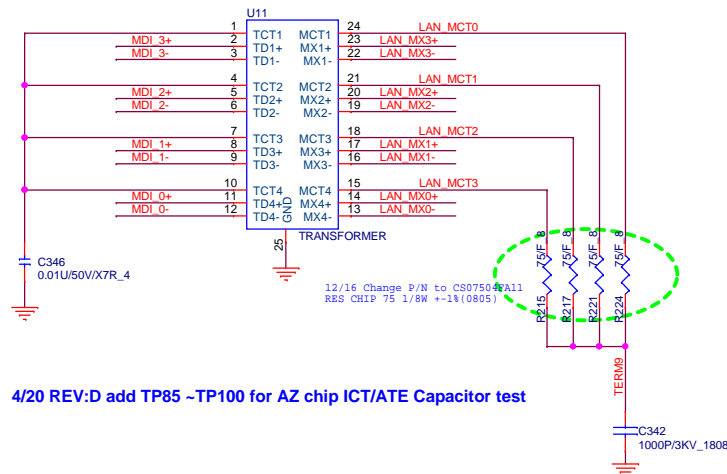 U11
1 TCT1 MCT1 24 LAN_MCT0
MDI_3+ 2 TD1+ MX1+ 23 LAN_MX3+
MDI_3- 3 TD1- MX1- 22 LAN_MX3-
4 TCT2 MCT2 21 LAN_MCT1
MDI_2+ 5 TD2+ MX2+ 20 LAN_MX2+
MDI_2- 6 TD2- MX2- 19 LAN_MX2-
7 TCT3 MCT3 18 LAN_MCT2
MDI_1+ 8 TD3+ MX3+ 17 LAN_MX1+
MDI_1- 9 TD3- MX3- 16 LAN_MX1-
10 TCT4 MCT4 15 LAN_MCT3
MDI_0+ 11 TD4+ MX4+ 14 LAN_MX0+
MDI_0- 12 TD4- MX4- 13 LAN_MX0-
GND
25
TRANSFORMER
C346
0.01U/50V/X7R_4
75/F_8 75/F_8 75/F_8 75/F_8
12/16 Change P/N to CS07504FA11
RES CHIP 75 1/8W +-1%(0805)
R215 R217 R221 R224
TERM9
4/20 REV:D add TP85 ~TP100 for AZ chip ICT/ATE Capacitor test
C342
1000P/3KV_1808